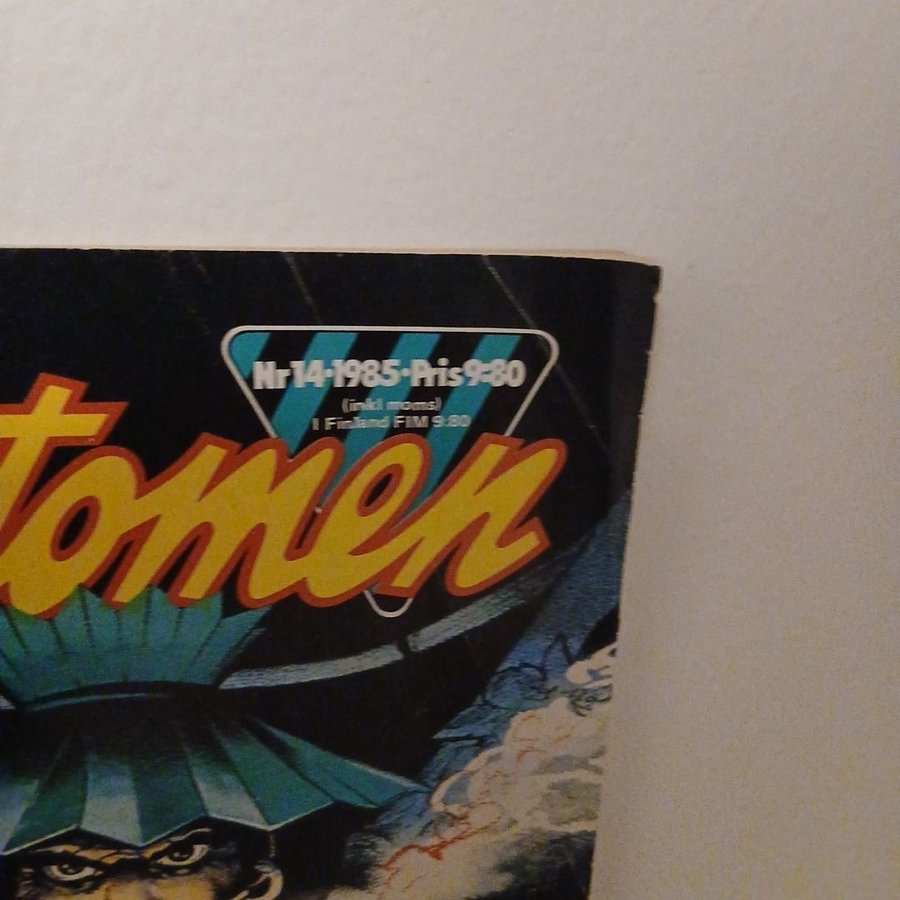 Nr 14·1985·Pris 9:80
(inkl moms)
I Finland FIM 9.80
tomen